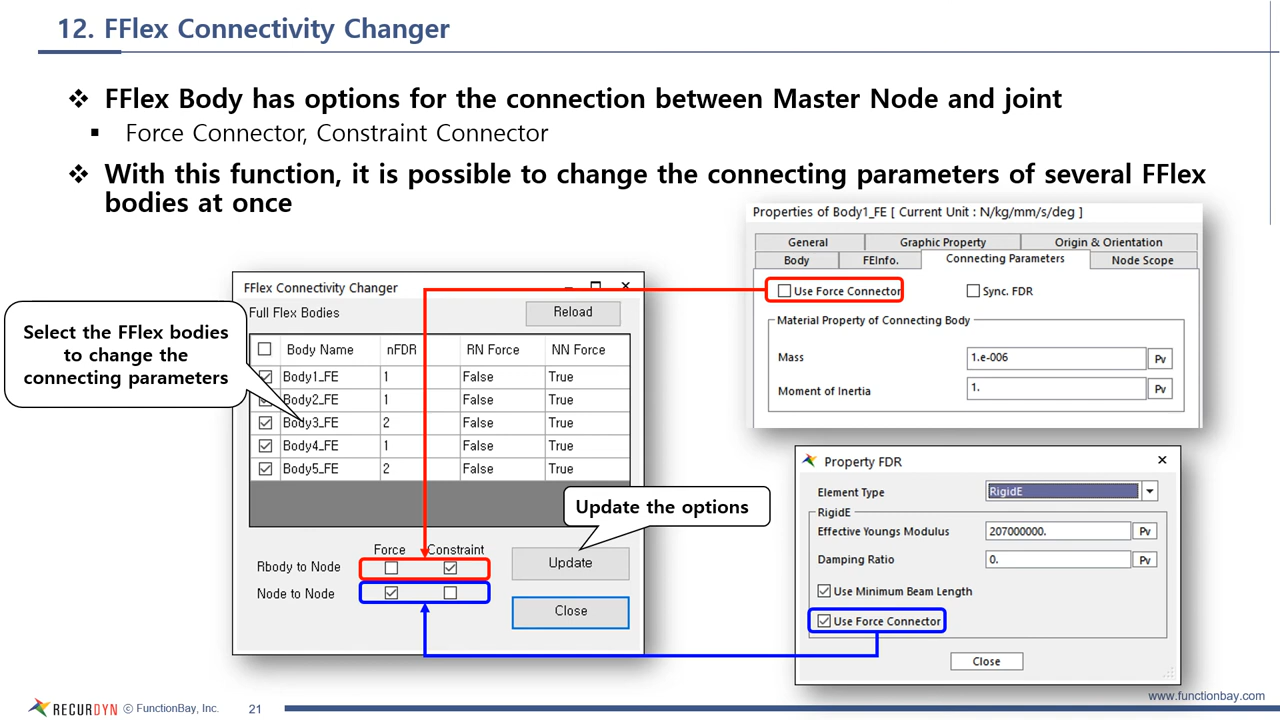 12. FFlex Connectivity Changer
❖ FFlex Body has options for the connection between Master Node and joint
▪ Force Connector, Constraint Connector
❖ With this function, it is possible to change the connecting parameters of several FFlex
bodies at once
Select the FFlex bodies
to change the
connecting parameters
FFlex Connectivity Changer
Full Flex Bodies
Reload
Body Name nFDR RN Force NN Force
Body1_FE 1 False True
Body2_FE 1 False True
Body3_FE 2 False True
Body4_FE 1 False True
Body5_FE 2 False True
Update the options
Force Constraint
Rbody to Node
Node to Node
Update
Close
Properties of Body1_FE [ Current Unit : N/kg/mm/s/deg ]
General Graphic Property Origin & Orientation
Body FEInfo. Connecting Parameters Node Scope
Use Force Connector Sync. FDR
Material Property of Connecting Body
Mass 1.e-006 Pv
Moment of Inertia 1. Pv
Property FDR
Element Type RigidE
RigidE
Effective Youngs Modulus 207000000. Pv
Damping Ratio 0. Pv
Use Minimum Beam Length
Use Force Connector
Close
RECURDYN © FunctionBay, Inc. 21
www.functionbay.com